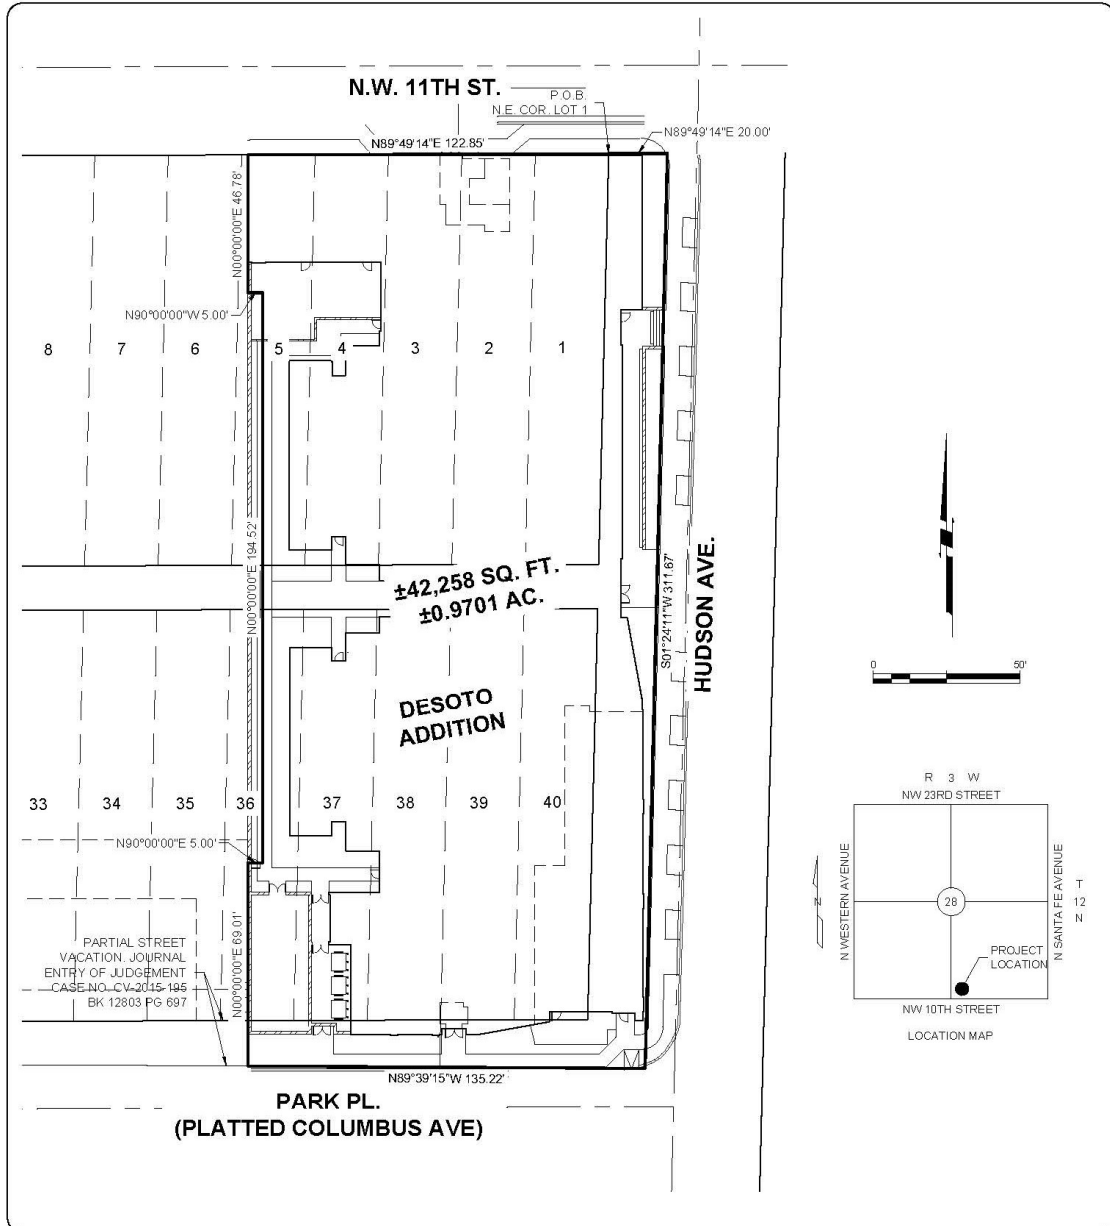 N.W. 11TH ST.
P.O.B.
N.E. COR. LOT 1
N89°49'14"E 20.00'
N89°49'14"E 122.85'
N00°00'00"E 46.78'
N90°00'00"W 5.00'
8 7 6 5 4 3 2 1
N00°00'00"E 194.52'
±42,258 SQ. FT.
±0.9701 AC.
S01°24'11"W 311.67'
HUDSON AVE.
DESOTO
ADDITION
0 50'
33 34 35 36 37 38 39 40
N90°00'00"E 5.00'
N00°00'00"E 69.01'
PARTIAL STREET
VACATION. JOURNAL
ENTRY OF JUDGEMENT
CASE NO. CV-2015-195
BK 12803 PG 697
N89°39'15"W 135.22'
PARK PL.
(PLATTED COLUMBUS AVE)
R 3 W
NW 23RD STREET
N WESTERN AVENUE
N
28
N SANTA FE AVENUE
T
12
N
PROJECT
LOCATION
NW 10TH STREET
LOCATION MAP